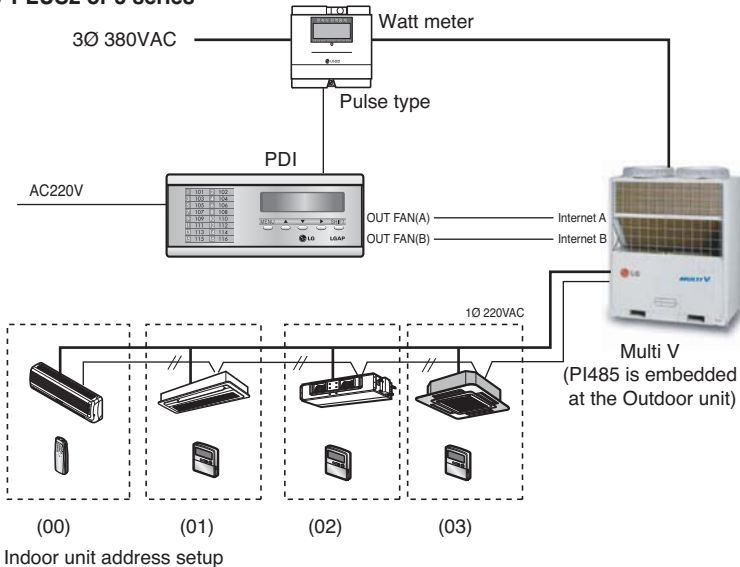 PLUS2 or 3 series
Watt meter
3Ø 380VAC
Pulse type
PDI
AC220V
101 102
103 104
105 106
107 108
109 110
111 112
113 114
115 116
MENU ▲ ▼ ▶ SHIFT
LG LGAP
OUT FAN(A) Internet A
OUT FAN(B) Internet B
LG MULTI V
1Ø 220VAC
Multi V
(PI485 is embedded
at the Outdoor unit)
(00) (01) (02) (03)
Indoor unit address setup